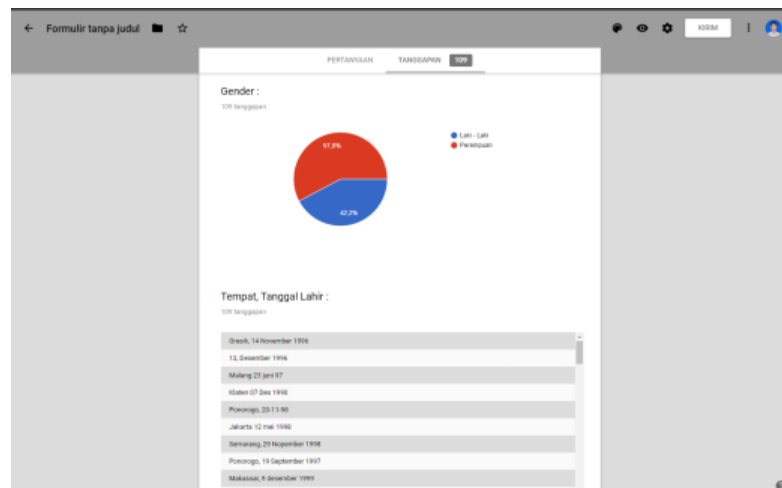 Formulir tanpa judul
KIRIM
PERTANYAAN TANGGAPAN 109
Gender :
109 tanggapan
Laki - Laki
Perempuan
57,8%
42,2%
Tempat, Tanggal Lahir :
109 tanggapan
Gresik, 14 November 1996
12, Desember 1996
Malang 23 juni 97
Klaten 07 Des 1998
Ponorogo, 20-11-98
Jakarta 12 mei 1998
Semarang, 29 Nopember 1998
Ponorogo, 19 September 1997
Makassar, 9 desember 1999